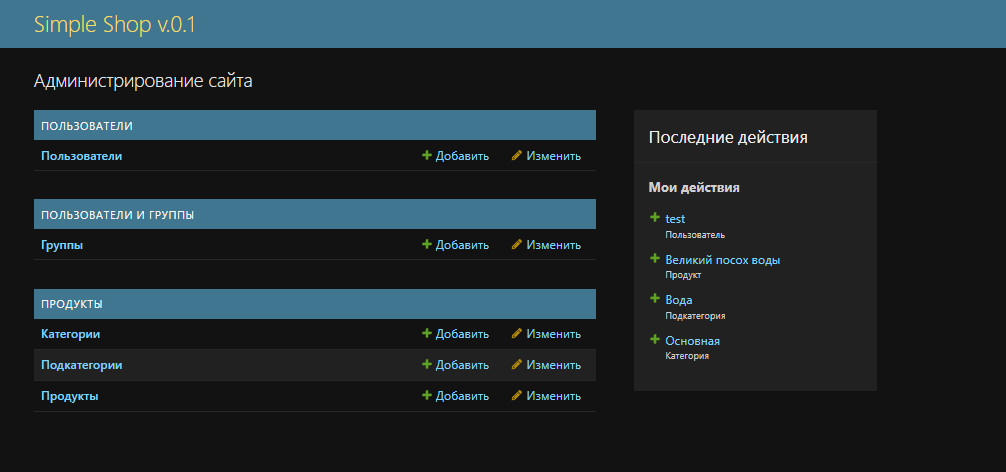 Simple Shop v.0.1
Администрирование сайта
ПОЛЬЗОВАТЕЛИ
Пользователи Добавить Изменить
ПОЛЬЗОВАТЕЛИ И ГРУППЫ
Группы Добавить Изменить
ПРОДУКТЫ
Категории Добавить Изменить
Подкатегории Добавить Изменить
Продукты Добавить Изменить
Последние действия
Мои действия
test
Пользователь
Великий посох воды
Продукт
Вода
Подкатегория
Основная
Категория